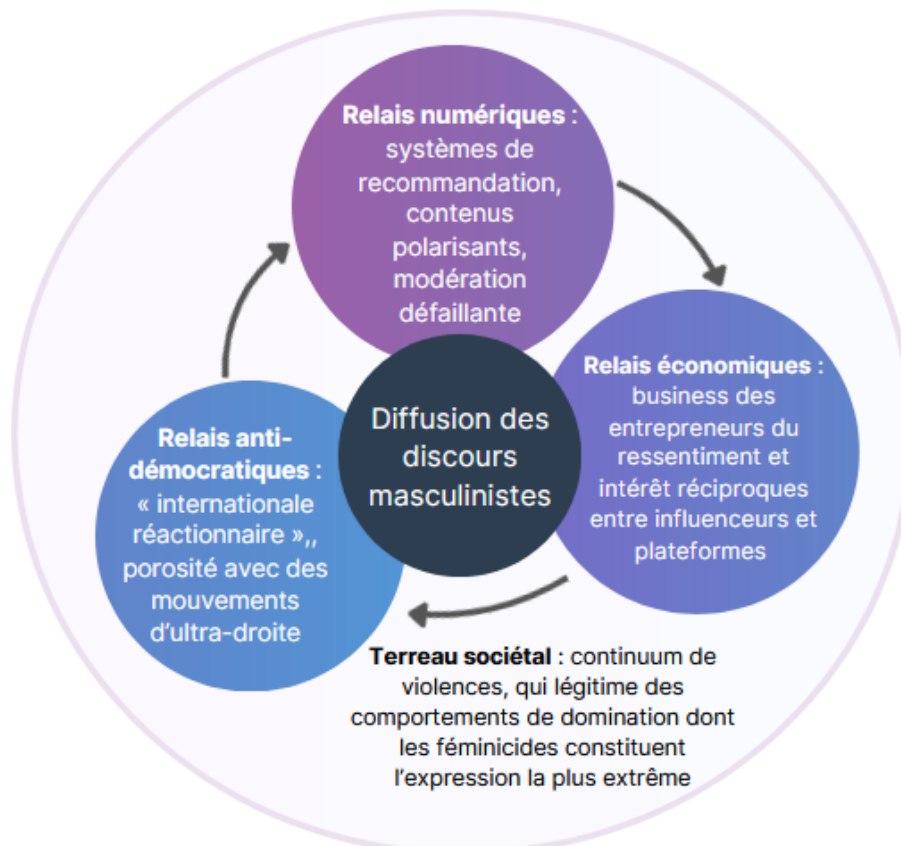 Relais numériques :
systèmes de
recommandation,
contenus
polarisants,
modération
défaillante
Relais économiques :
business des
entrepreneurs du
ressentiment et
intérêt réciproques
entre influenceurs et
plateformes
Diffusion des
discours
masculinistes
Relais anti-
démocratiques :
« internationale
réactionnaire »,,
porosité avec des
mouvements
d'ultra-droite
Terreau sociétal : continuum de
violences, qui légitime des
comportements de domination dont
les féminicides constituent
l'expression la plus extrême